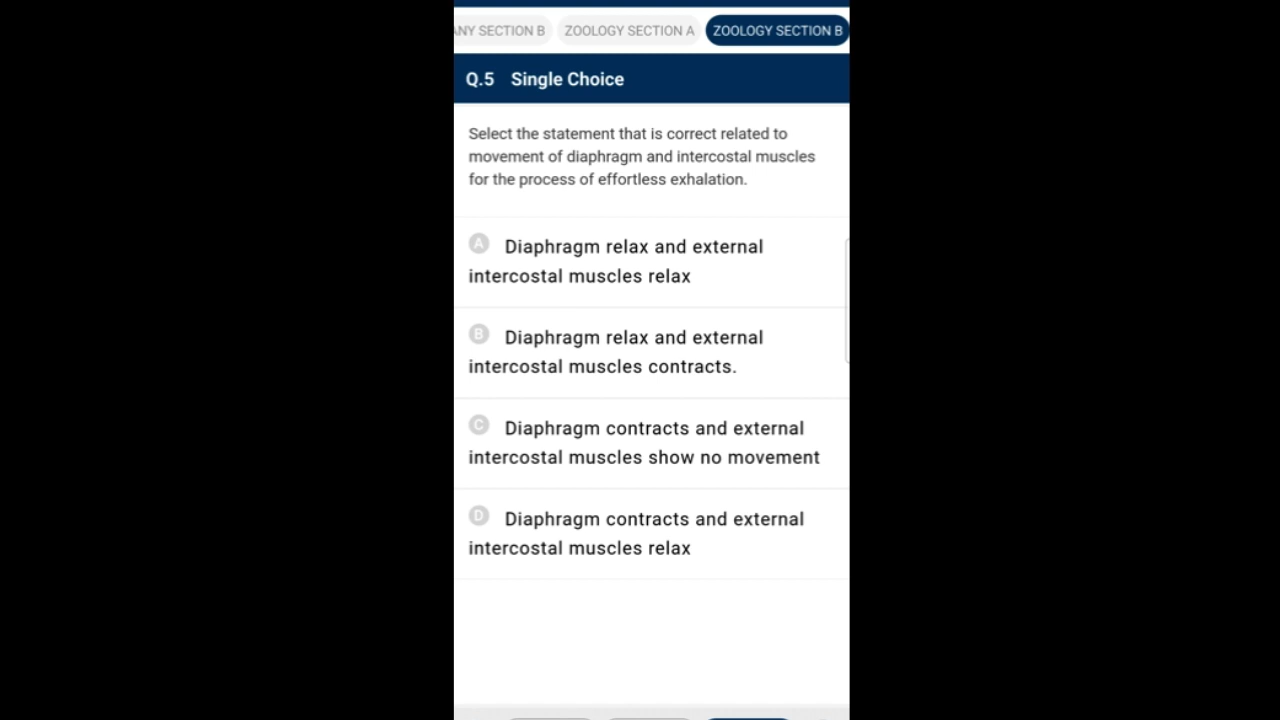 ANY SECTION B ZOOLOGY SECTION A ZOOLOGY SECTION B
Q.5 Single Choice
Select the statement that is correct related to
movement of diaphragm and intercostal muscles
for the process of effortless exhalation.
A Diaphragm relax and external
intercostal muscles relax
B Diaphragm relax and external
intercostal muscles contracts.
C Diaphragm contracts and external
intercostal muscles show no movement
D Diaphragm contracts and external
intercostal muscles relax